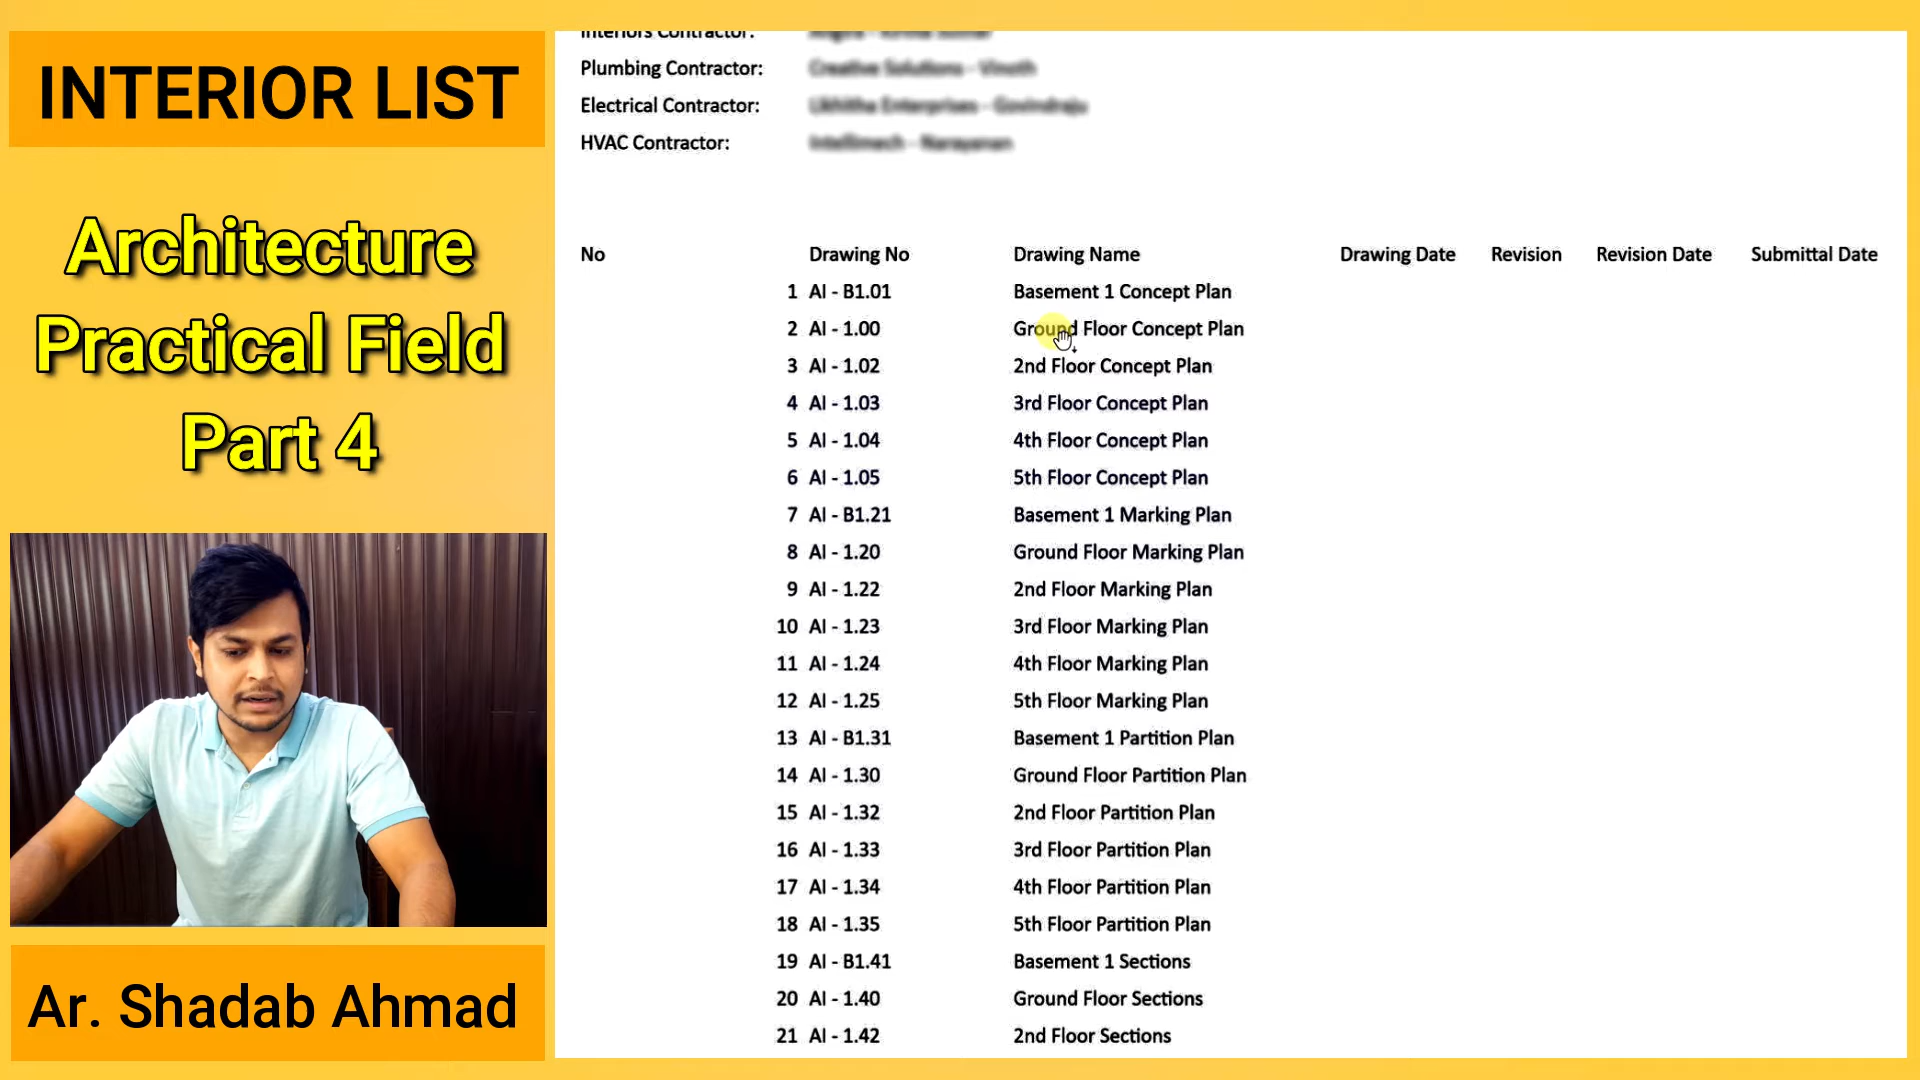 INTERIOR LIST
Architecture
Practical Field
Part 4
Ar. Shadab Ahmad
Interiors Contractor:
Plumbing Contractor:
Electrical Contractor:
HVAC Contractor:
No Drawing No Drawing Name Drawing Date Revision Revision Date Submittal Date
1 AI - B1.01 Basement 1 Concept Plan
2 AI - 1.00 Ground Floor Concept Plan
3 AI - 1.02 2nd Floor Concept Plan
4 AI - 1.03 3rd Floor Concept Plan
5 AI - 1.04 4th Floor Concept Plan
6 AI - 1.05 5th Floor Concept Plan
7 AI - B1.21 Basement 1 Marking Plan
8 AI - 1.20 Ground Floor Marking Plan
9 AI - 1.22 2nd Floor Marking Plan
10 AI - 1.23 3rd Floor Marking Plan
11 AI - 1.24 4th Floor Marking Plan
12 AI - 1.25 5th Floor Marking Plan
13 AI - B1.31 Basement 1 Partition Plan
14 AI - 1.30 Ground Floor Partition Plan
15 AI - 1.32 2nd Floor Partition Plan
16 AI - 1.33 3rd Floor Partition Plan
17 AI - 1.34 4th Floor Partition Plan
18 AI - 1.35 5th Floor Partition Plan
19 AI - B1.41 Basement 1 Sections
20 AI - 1.40 Ground Floor Sections
21 AI - 1.42 2nd Floor Sections